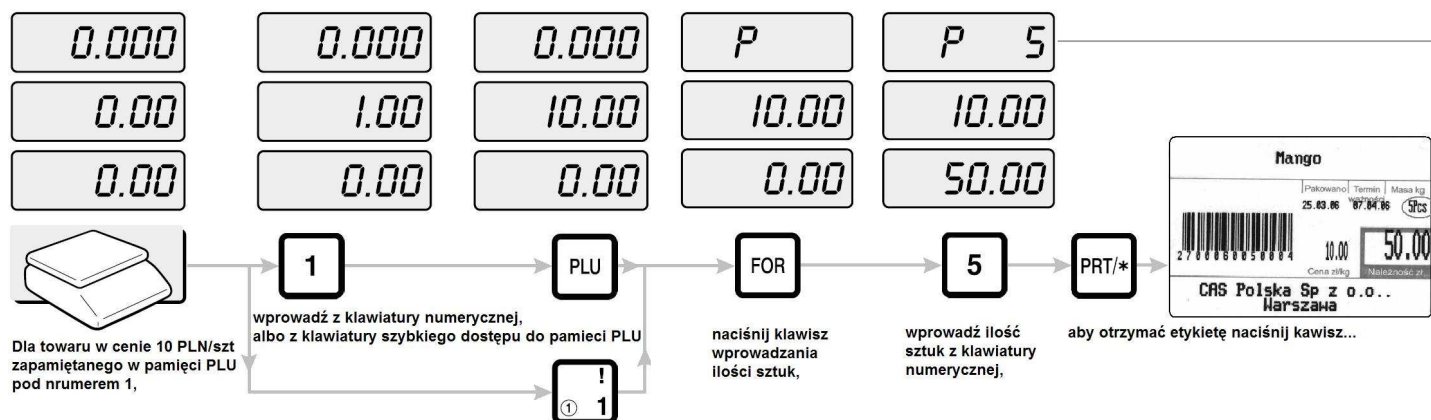 0.000 0.000 0.000 P P 5
0.00 1.00 10.00 10.00 10.00
0.00 0.00 0.00 0.00 50.00
Mango
Pakowano Termin ważności Masa kg
25.03.06 07.04.06 5Pcs
2700060050004
10.00 50.00
Cena zł/kg Należność zł
CAS Polska Sp z o.o..
Warszawa
1 PLU FOR 5 PRT/*
wprowadź z klawiatury numerycznej,
albo z klawiatury szybkiego dostępu do pamieci PLU
Dla towaru w cenie 10 PLN/szt
zapamiętanego w pamięci PLU
pod nrumerem 1,
! 
① 1
naciśnij klawisz
wprowadzania
ilości sztuk,
wprowadź ilość
sztuk z klawiatury
numerycznej,
aby otrzymać etykietę naciśnij kawisz...